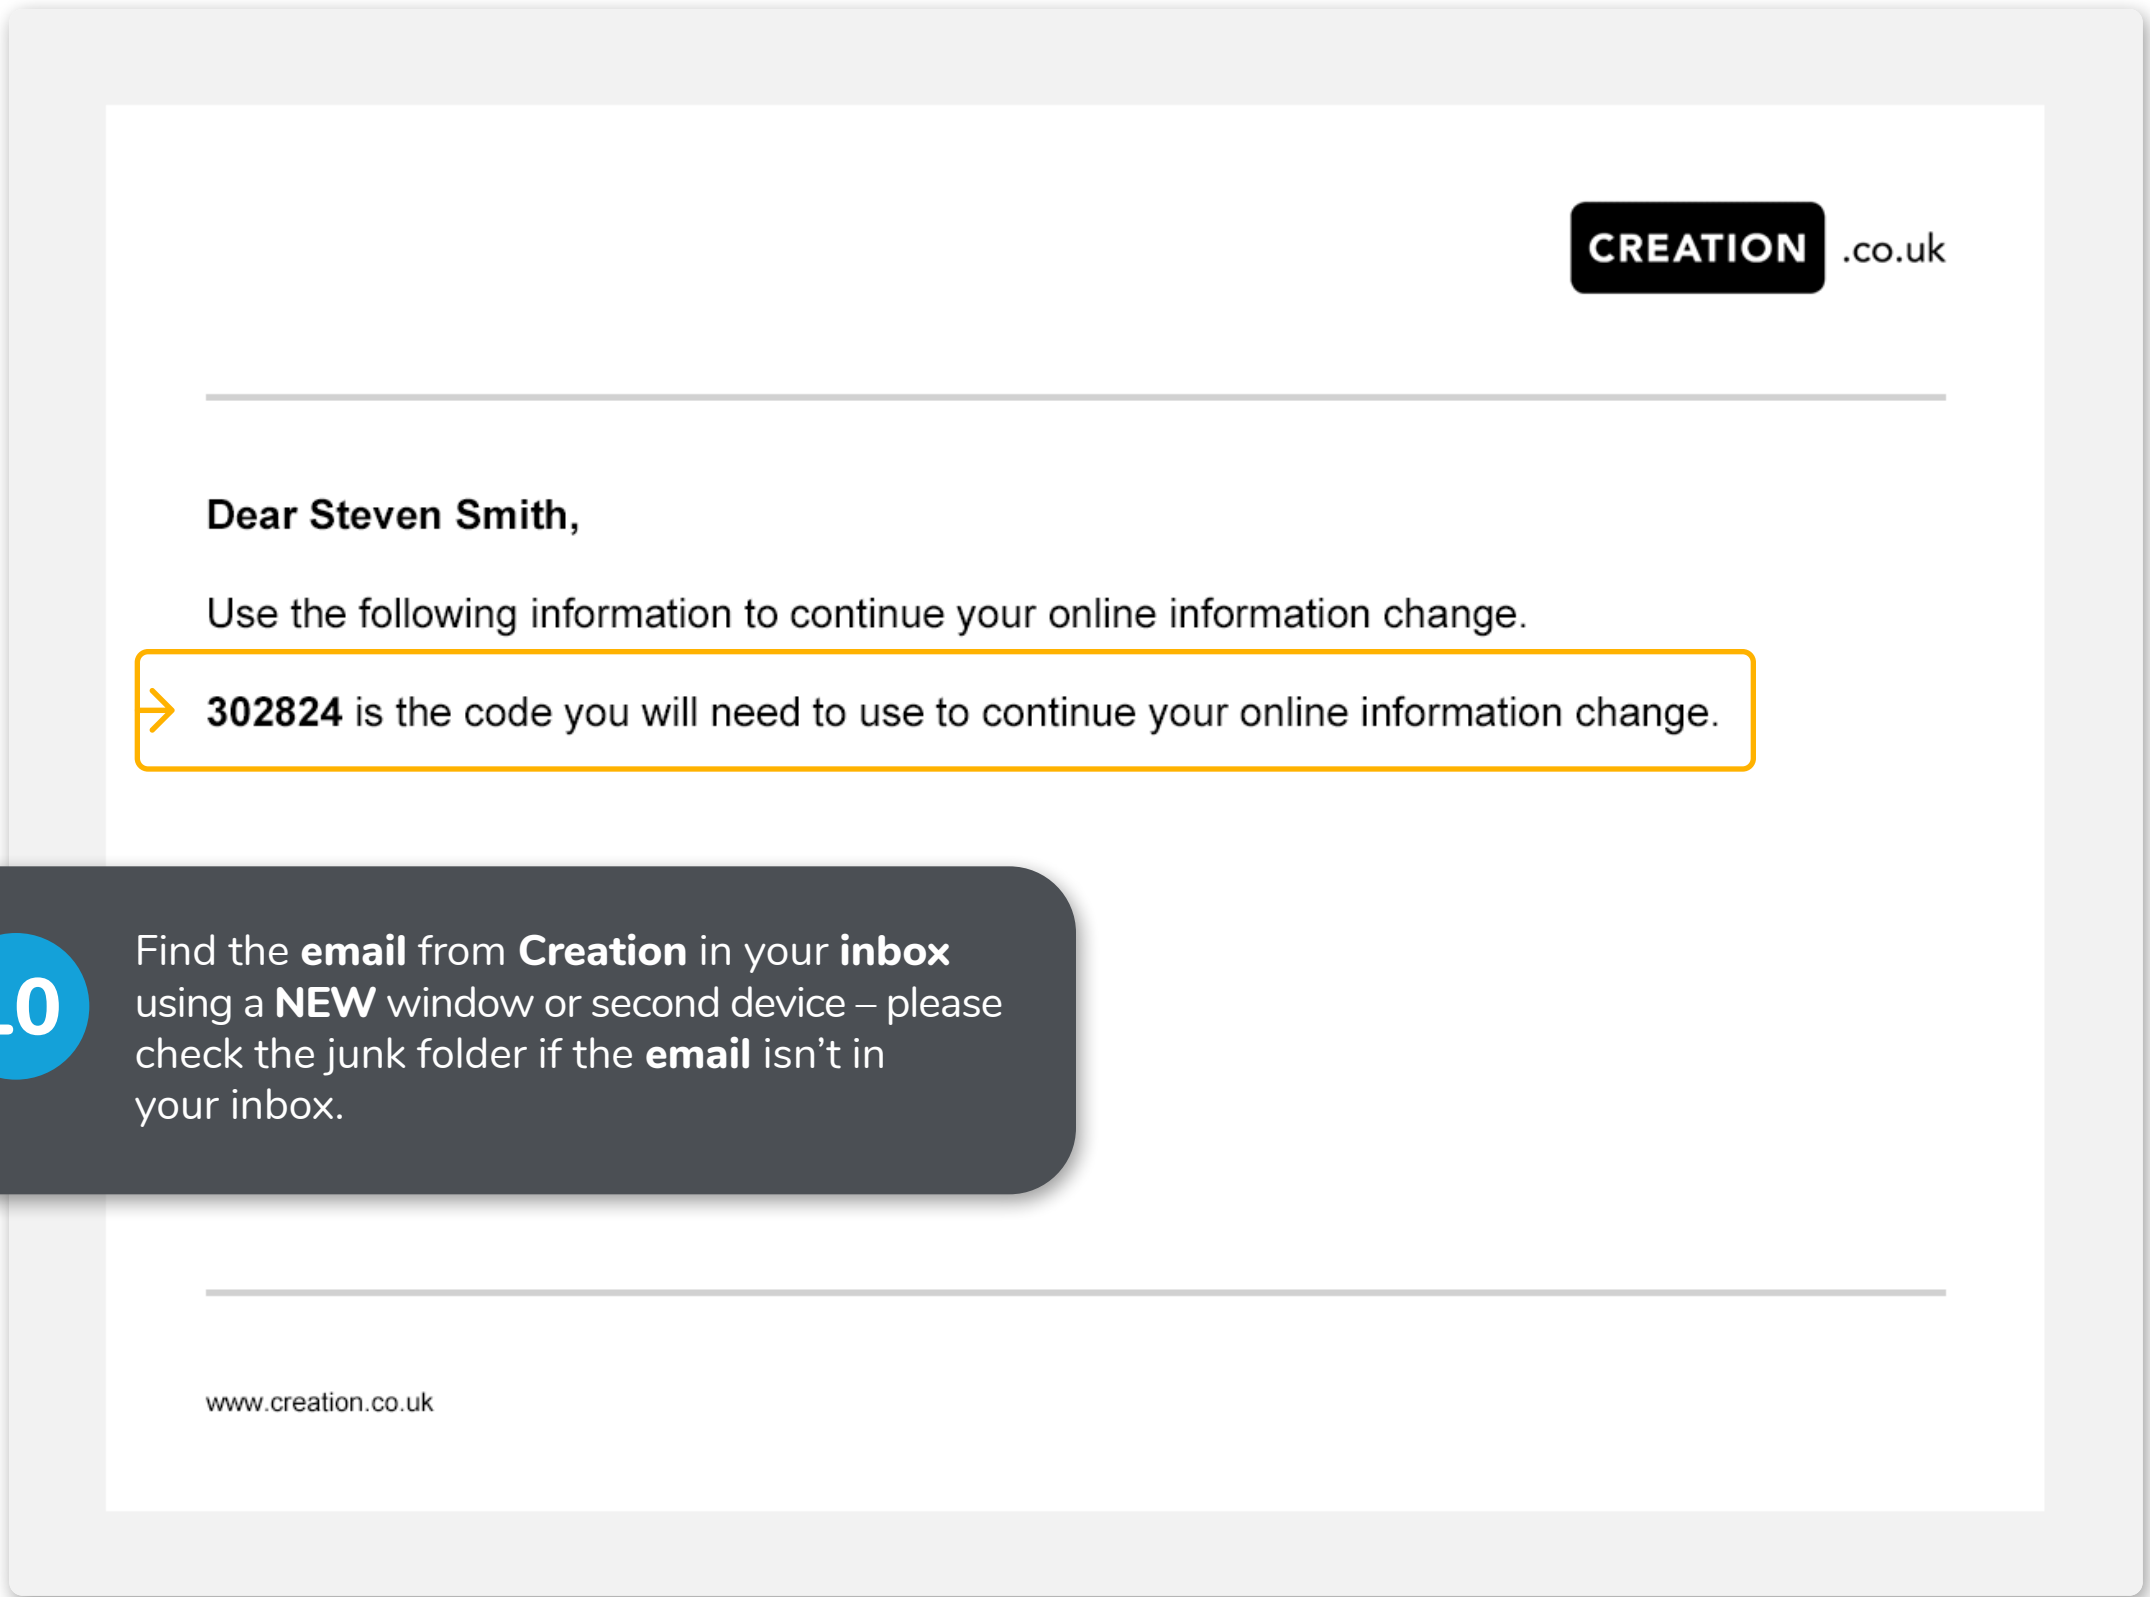 CREATION .co.uk
Dear Steven Smith,
Use the following information to continue your online information change.
302824 is the code you will need to use to continue your online information change.
10
Find the email from Creation in your inbox
using a NEW window or second device – please
check the junk folder if the email isn’t in
your inbox.
www.creation.co.uk